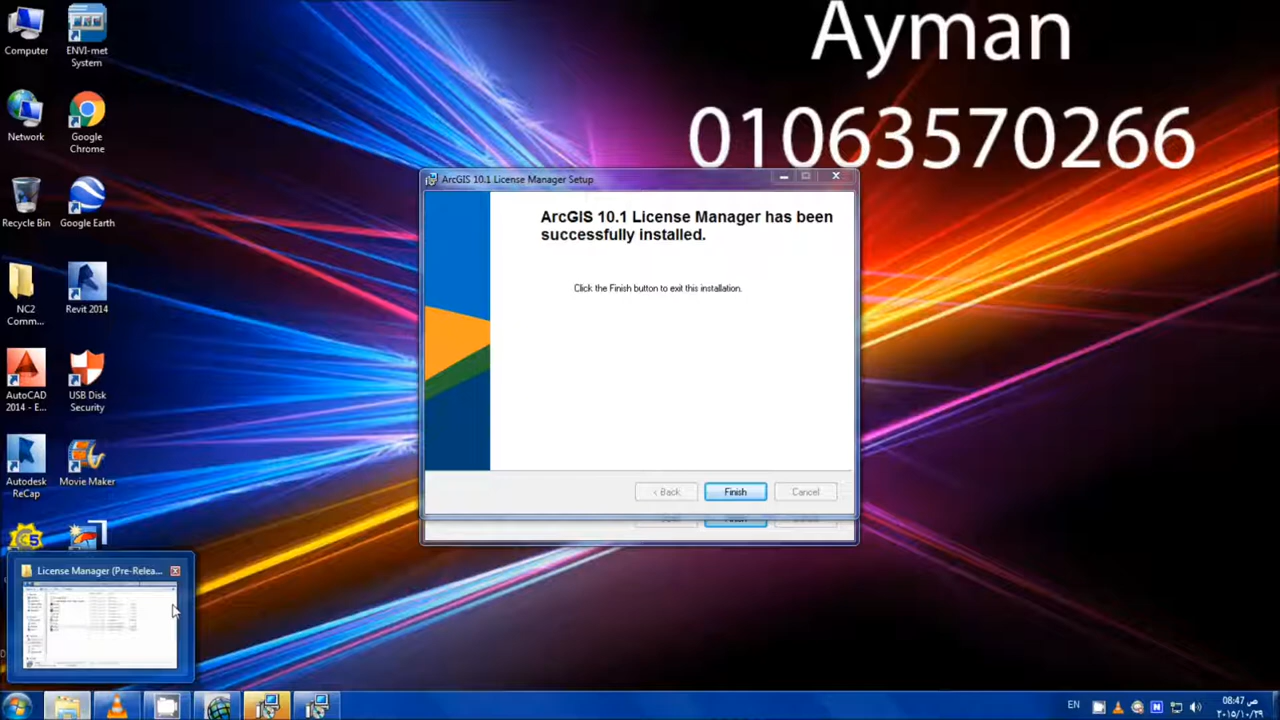 Ayman
01063570266
Computer
ENVI-met
System
Network
Google
Chrome
Recycle Bin
Google Earth
NC2
Comm...
Revit 2014
AutoCAD
2014 - E...
USB Disk
Security
Autodesk
ReCap
Movie Maker
ArcGIS 10.1 License Manager Setup
ArcGIS 10.1 License Manager has been
successfully installed.
Click the Finish button to exit this installation.
< Back
Finish
Cancel
License Manager (Pre-Relea...
EN
08:47 ص
٢٠١٥/١٠/٢٩